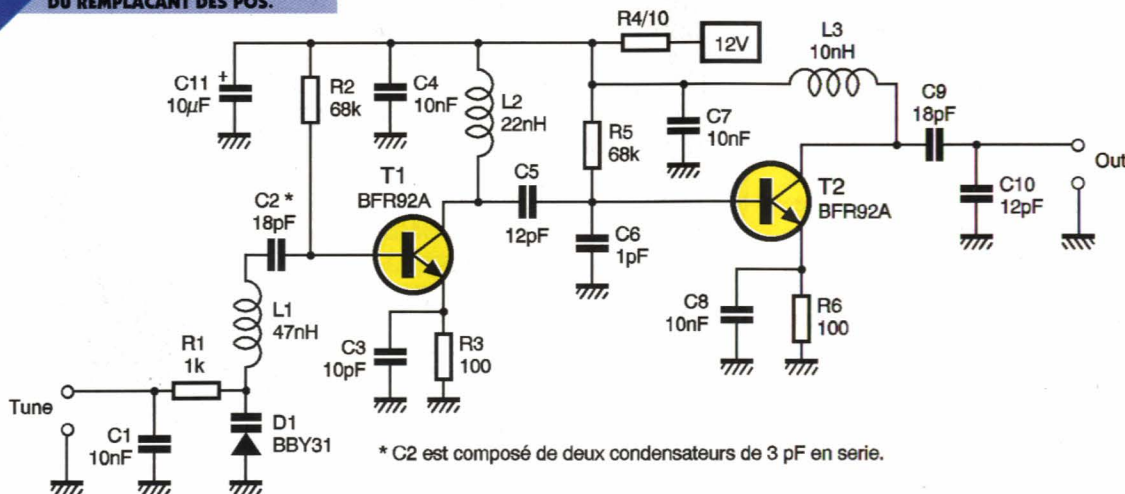 DU REMPLAÇANT DES POS.
R4/10
12V
L3
10nH
C11
+
10µF
R2
68k
C4
10nF
L2
22nH
C7
10nF
C9
18pF
R5
68k
Out
T1
BFR92A
C5
12pF
T2
BFR92A
C10
12pF
C2 *
18pF
C6
1pF
L1
47nH
C8
10nF
R6
100
R1
1k
C3
10pF
R3
100
Tune
C1
10nF
D1
BBY31
* C2 est composé de deux condensateurs de 3 pF en serie.